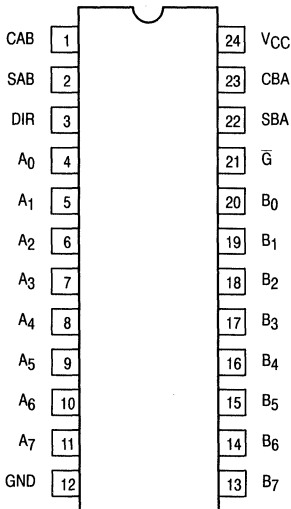 CAB 1 24 VCC
SAB 2 23 CBA
DIR 3 22 SBA
A0 4 21 G̅
A1 5 20 B0
A2 6 19 B1
A3 7 18 B2
A4 8 17 B3
A5 9 16 B4
A6 10 15 B5
A7 11 14 B6
GND 12 13 B7